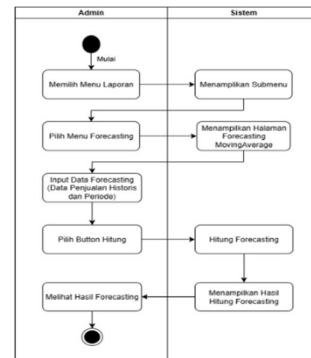 Admin
Sistem
Mulai
Memilih Menu Laporan
Menampilkan Submenu
Pilih Menu Forecasting
Menampilkan Halaman
Forecasting
MovingAverage
Input Data Forecasting
(Data Penjualan Historis
dan Periode)
Pilih Button Hitung
Hitung Forecasting
Melihat Hasil Forecasting
Menampilkan Hasil
Hitung Forecasting